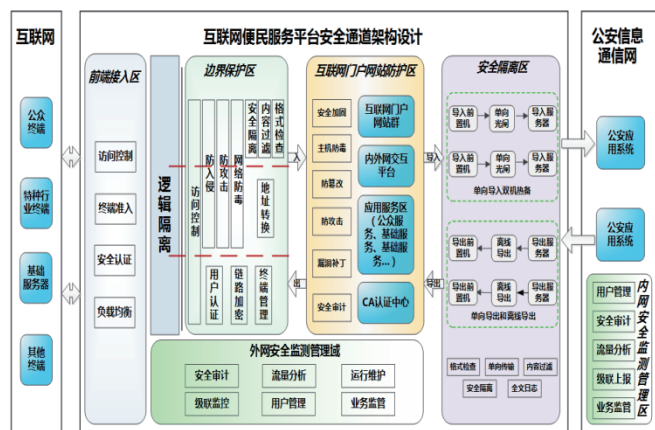 互联网
公众
终端
特种行
业终端
基础
服务器
其他
终端
互联网便民服务平台安全通道架构设计
前端接入区
访问控制
终端准入
安全认证
负载均衡
逻辑隔离
边界保护区
访问控制
防入侵
防攻击
网络防毒
安全隔离
内容过滤
格式检查
地址转换
用户认证
链路加密
终端管理
入
出
互联网门户网站防护区
安全加固
主机防毒
防篡改
防攻击
漏洞补丁
安全审计
互联网门户
网站群
内外网交互
平台
应用服务区
（公众服
务、基础服
务、基础服
务...）
CA认证中心
导入
导出
安全隔离区
导入前
置机
单向
光闸
导入服
务器
导入前
置机
单向
光闸
导入服
务器
单向导入双机热备
导出前
置机
离线
导出
导出服
务器
导出前
置机
离线
导出
导出服
务器
单向导出和离线导出
格式检查
单向传输
内容过滤
安全隔离
全文日志
外网安全监测管理域
安全审计
流量分析
运行维护
级联监控
用户管理
业务监管
公安信息
通信网
公安应
用系统
公安应
用系统
用户管理
安全审计
流量分析
级联上报
业务监管
内网安全监测管理区